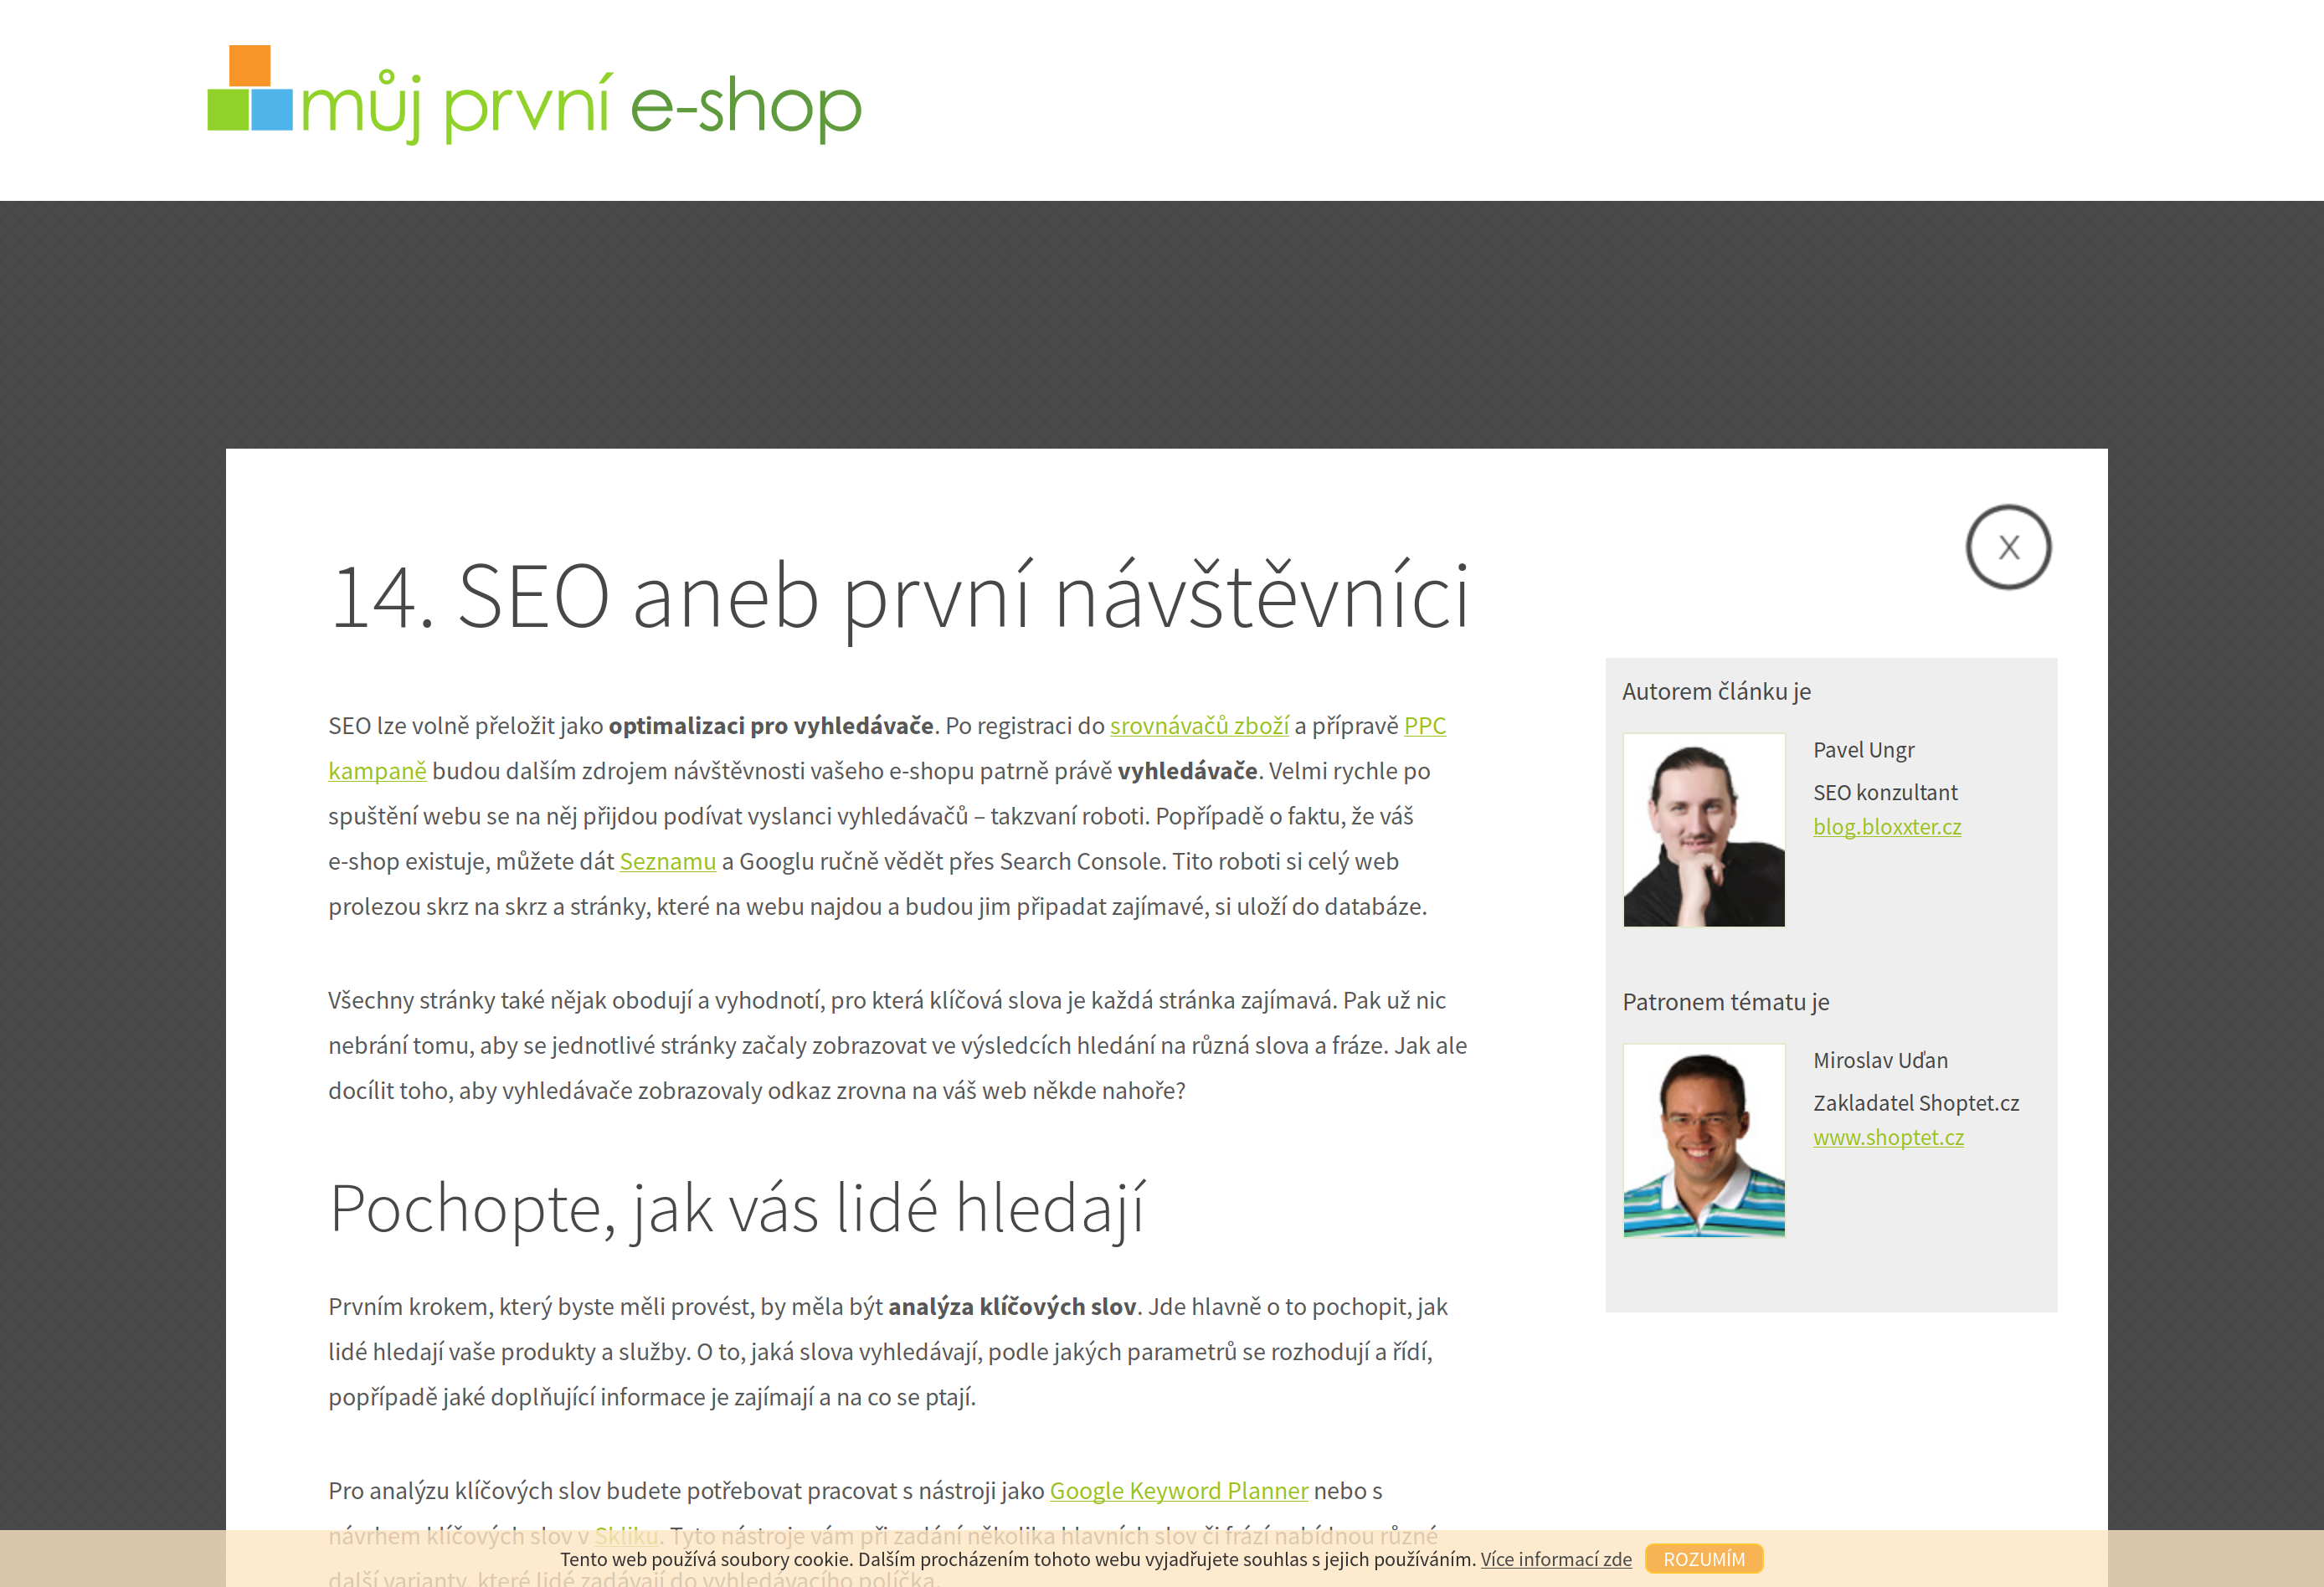 můj první e-shop
X
14. SEO aneb první návštěvníci
SEO lze volně přeložit jako optimalizaci pro vyhledávače. Po registraci do srovnávačů zboží a přípravě PPC
kampaně budou dalším zdrojem návštěvnosti vašeho e-shopu patrně právě vyhledávače. Velmi rychle po
spuštění webu se na něj přijdou podívat vyslanci vyhledávačů – takzvaní roboti. Popřípadě o faktu, že váš
e-shop existuje, můžete dát Seznamu a Googlu ručně vědět přes Search Console. Tito roboti si celý web
prolezou skrz na skrz a stránky, které na webu najdou a budou jim připadat zajímavé, si uloží do databáze.
Všechny stránky také nějak obodují a vyhodnotí, pro která klíčová slova je každá stránka zajímavá. Pak už nic
nebrání tomu, aby se jednotlivé stránky začaly zobrazovat ve výsledcích hledání na různá slova a fráze. Jak ale
docílit toho, aby vyhledávače zobrazovaly odkaz zrovna na váš web někde nahoře?
Pochopte, jak vás lidé hledají
Prvním krokem, který byste měli provést, by měla být analýza klíčových slov. Jde hlavně o to pochopit, jak
lidé hledají vaše produkty a služby. O to, jaká slova vyhledávají, podle jakých parametrů se rozhodují a řídí,
popřípadě jaké doplňující informace je zajímají a na co se ptají.
Pro analýzu klíčových slov budete potřebovat pracovat s nástroji jako Google Keyword Planner nebo s
návrhem klíčových slov v Skliku. Tyto nástroje vám při zadání několika hlavních slov či frází nabídnou různé
další varianty, které lidé zadávají do vyhledávacího políčka.
Autorem článku je
Pavel Ungr
SEO konzultant
blog.bloxxter.cz
Patronem tématu je
Miroslav Uďan
Zakladatel Shoptet.cz
www.shoptet.cz
Tento web používá soubory cookie. Dalším procházením tohoto webu vyjadřujete souhlas s jejich používáním. Více informací zde ROZUMÍM